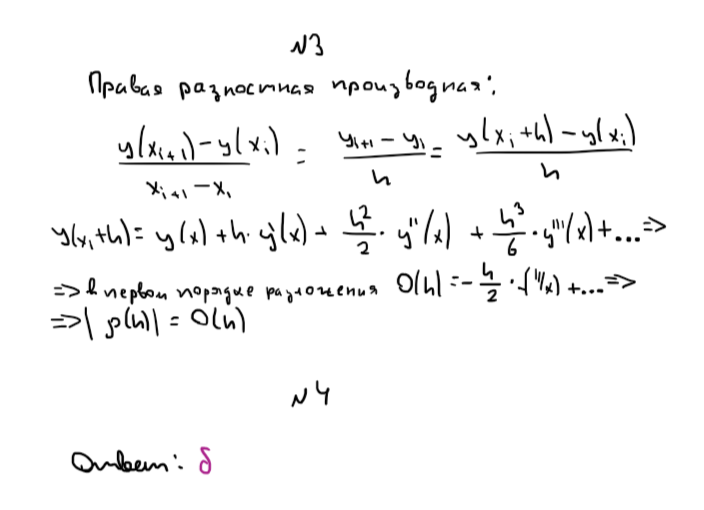 №3
Правая разностная производная:
(y(x_{i+1}) - y(x_i)) / (x_{i+1} - x_i) = (y_{i+1} - y_i) / h = (y(x_i + h) - y(x_i)) / h
y(x_i+h) = y(x) + h · y'(x) + h²/2 · y''(x) + h³/6 · y'''(x) + ... =>
=> в первом порядке разложения O(h) = - h/2 · f''(x) + ... =>
=> |ρ(h)| = O(h)
№4
Ответ: б